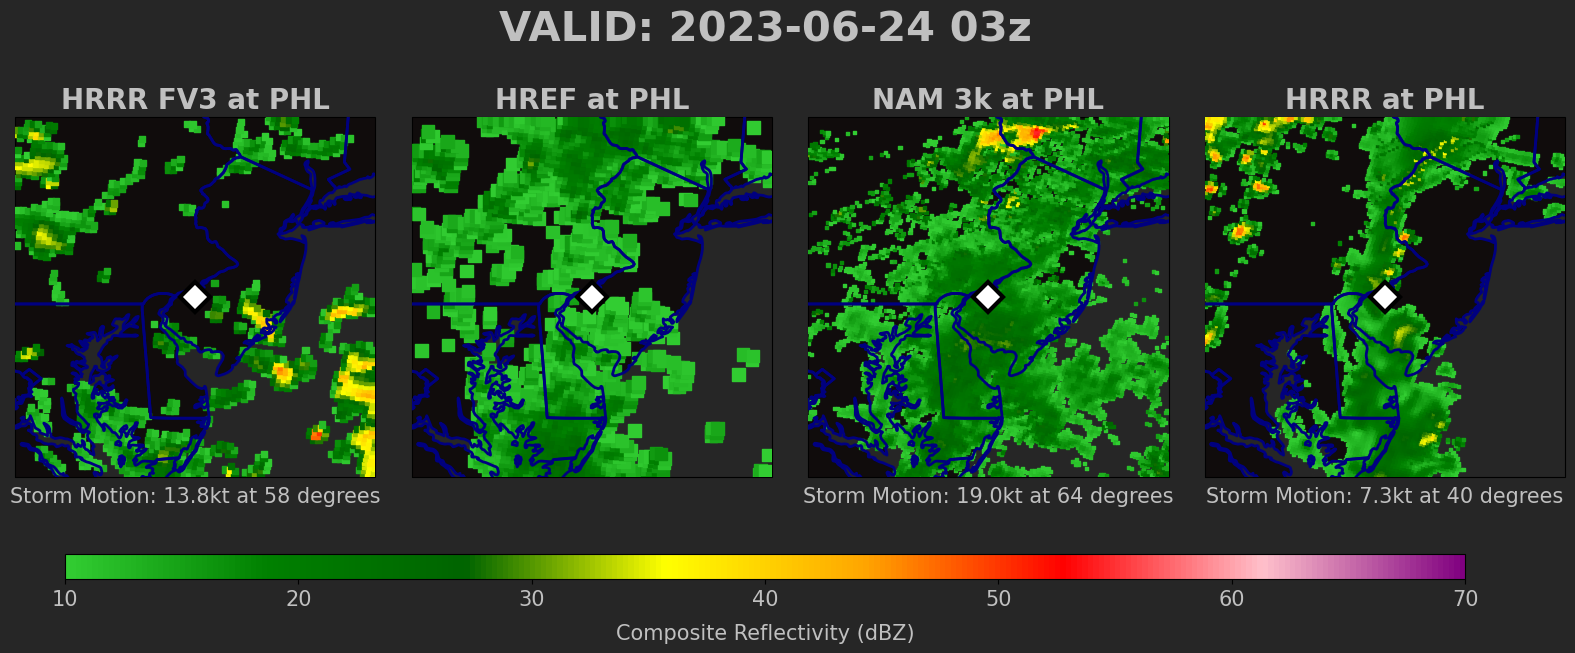 VALID: 2023-06-24 03z
HRRR FV3 at PHL
HREF at PHL
NAM 3k at PHL
HRRR at PHL
Storm Motion: 13.8kt at 58 degrees
Storm Motion: 19.0kt at 64 degrees
Storm Motion: 7.3kt at 40 degrees
10 20 30 40 50 60 70
Composite Reflectivity (dBZ)